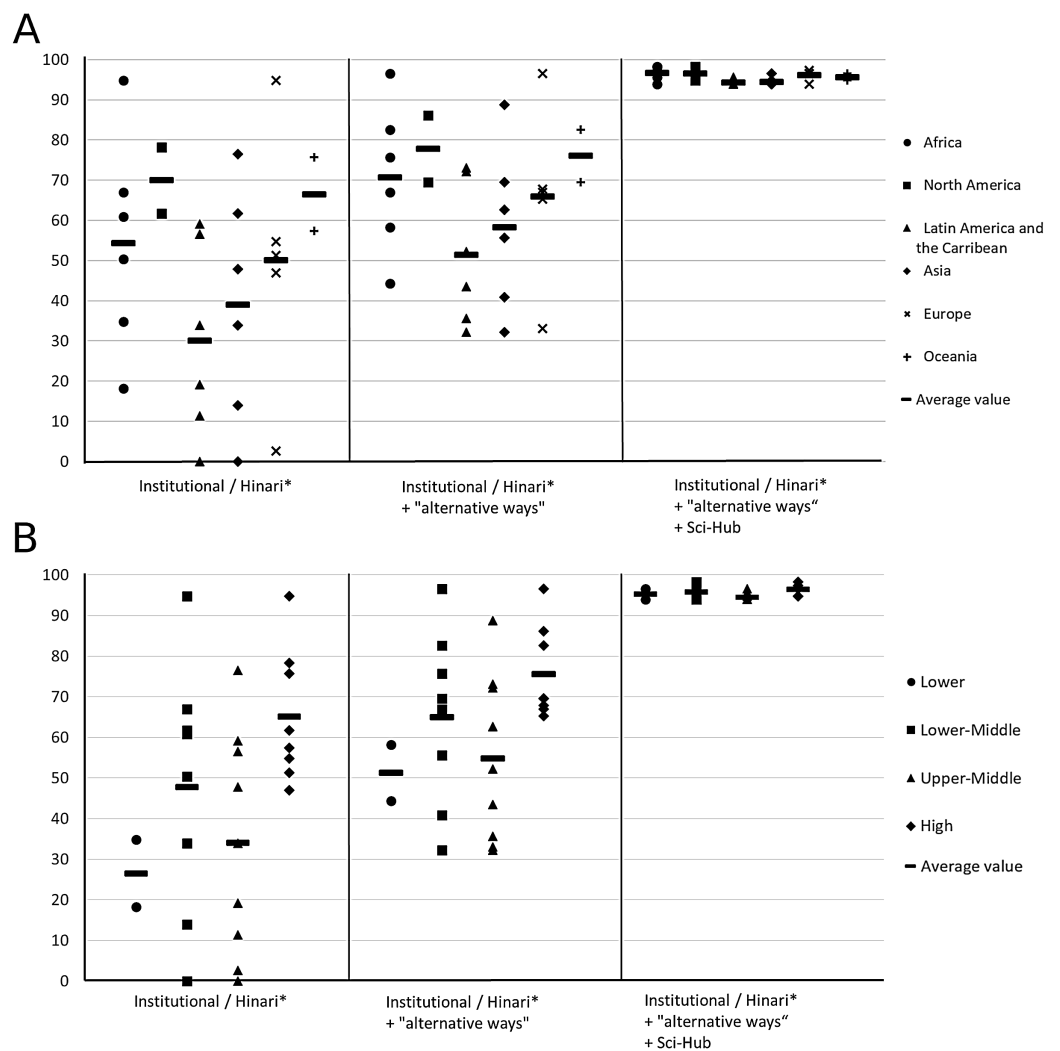 A
100
90
80
70
60
50
40
30
20
10
0
Institutional / Hinari*
Institutional / Hinari*
+ "alternative ways"
Institutional / Hinari*
+ "alternative ways“
+ Sci-Hub
Africa
North America
Latin America and
the Carribean
Asia
Europe
Oceania
Average value
B
100
90
80
70
60
50
40
30
20
10
0
Institutional / Hinari*
Institutional / Hinari*
+ "alternative ways"
Institutional / Hinari*
+ "alternative ways“
+ Sci-Hub
Lower
Lower-Middle
Upper-Middle
High
Average value